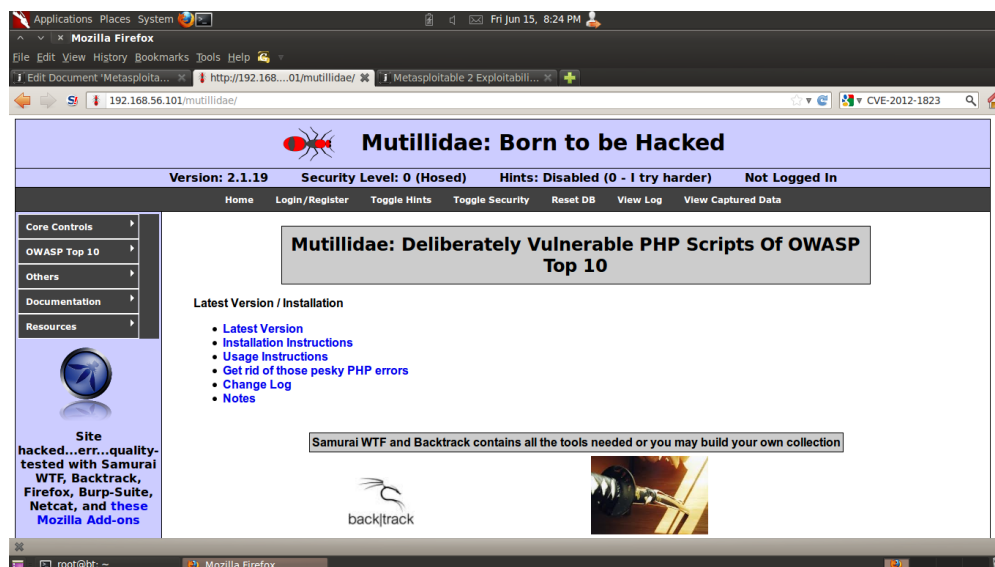 Applications Places System
Fri Jun 15, 8:24 PM
Mozilla Firefox
File Edit View History Bookmarks Tools Help
Edit Document 'Metasploita...
http://192.168....01/mutillidae/
Metasploitable 2 Exploitabili...
192.168.56.101/mutillidae/
CVE-2012-1823
Mutillidae: Born to be Hacked
Version: 2.1.19 Security Level: 0 (Hosed) Hints: Disabled (0 - I try harder) Not Logged In
Home Login/Register Toggle Hints Toggle Security Reset DB View Log View Captured Data
Core Controls
OWASP Top 10
Others
Documentation
Resources
Site
hacked...err...quality-
tested with Samurai
WTF, Backtrack,
Firefox, Burp-Suite,
Netcat, and these
Mozilla Add-ons
Mutillidae: Deliberately Vulnerable PHP Scripts Of OWASP
Top 10
Latest Version / Installation
Latest Version
Installation Instructions
Usage Instructions
Get rid of those pesky PHP errors
Change Log
Notes
Samurai WTF and Backtrack contains all the tools needed or you may build your own collection
back|track
root@bt: ~
Mozilla Firefox